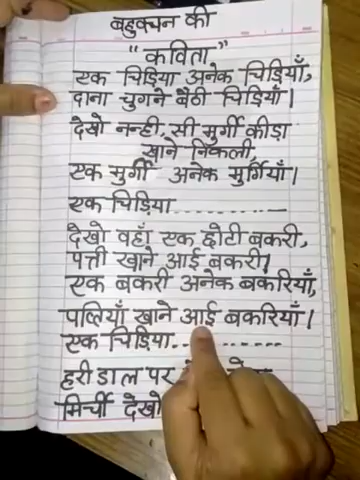 बहुवचन की
"कविता"
एक चिड़िया अनेक चिड़ियाँ,
दाना चुगने बैठी चिड़ियाँ।
देखो नन्ही सी मुर्गी कीड़ा
खाने निकली,
एक मुर्गी अनेक मुर्गियाँ।
एक चिड़िया..............
देखो वहाँ एक छोटी बकरी,
पत्ती खाने आई बकरी।
एक बकरी अनेक बकरियाँ,
पत्तियाँ खाने आई बकरियाँ।
एक चिड़िया............
हरी डाल पर
मिर्ची देखो